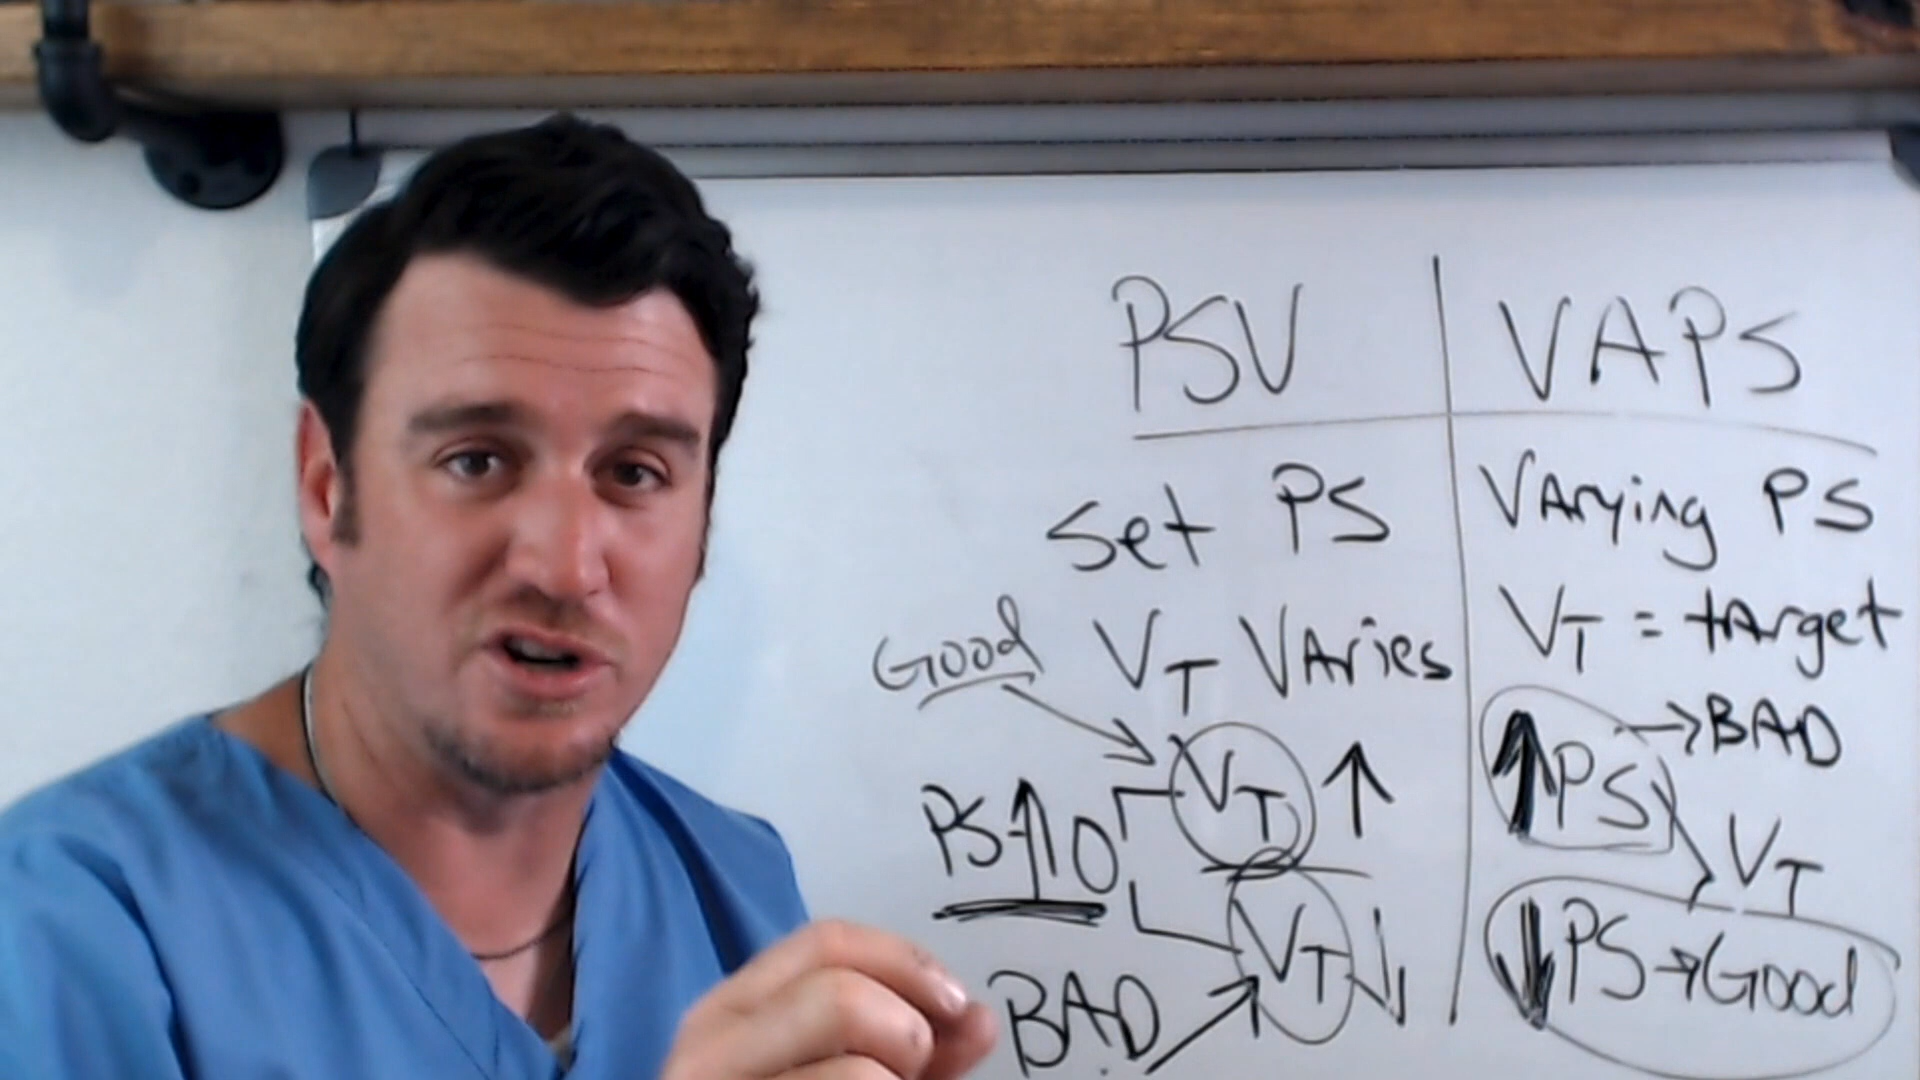 PSV
Set PS
VT VAries
Good
VT ↑
PS ↑ 10
VT ↓
BAD
VAPS
VArying PS
VT = tArget
↑PS → BAD
VT
↓PS → Good